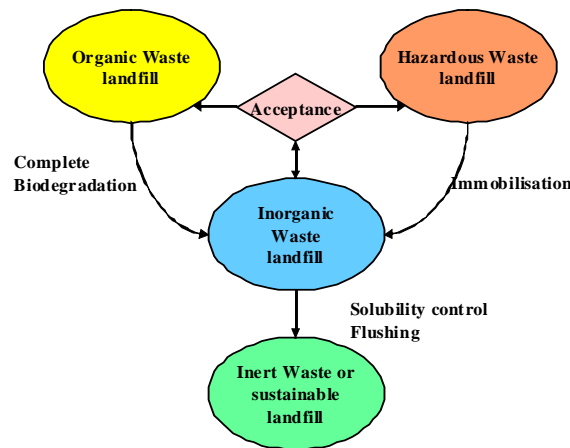 Organic Waste
landfill
Hazardous Waste
landfill
Acceptance
Complete
Biodegradation
Immobilisation
Inorganic
Waste
landfill
Solubility control
Flushing
Inert Waste or
sustainable
landfill